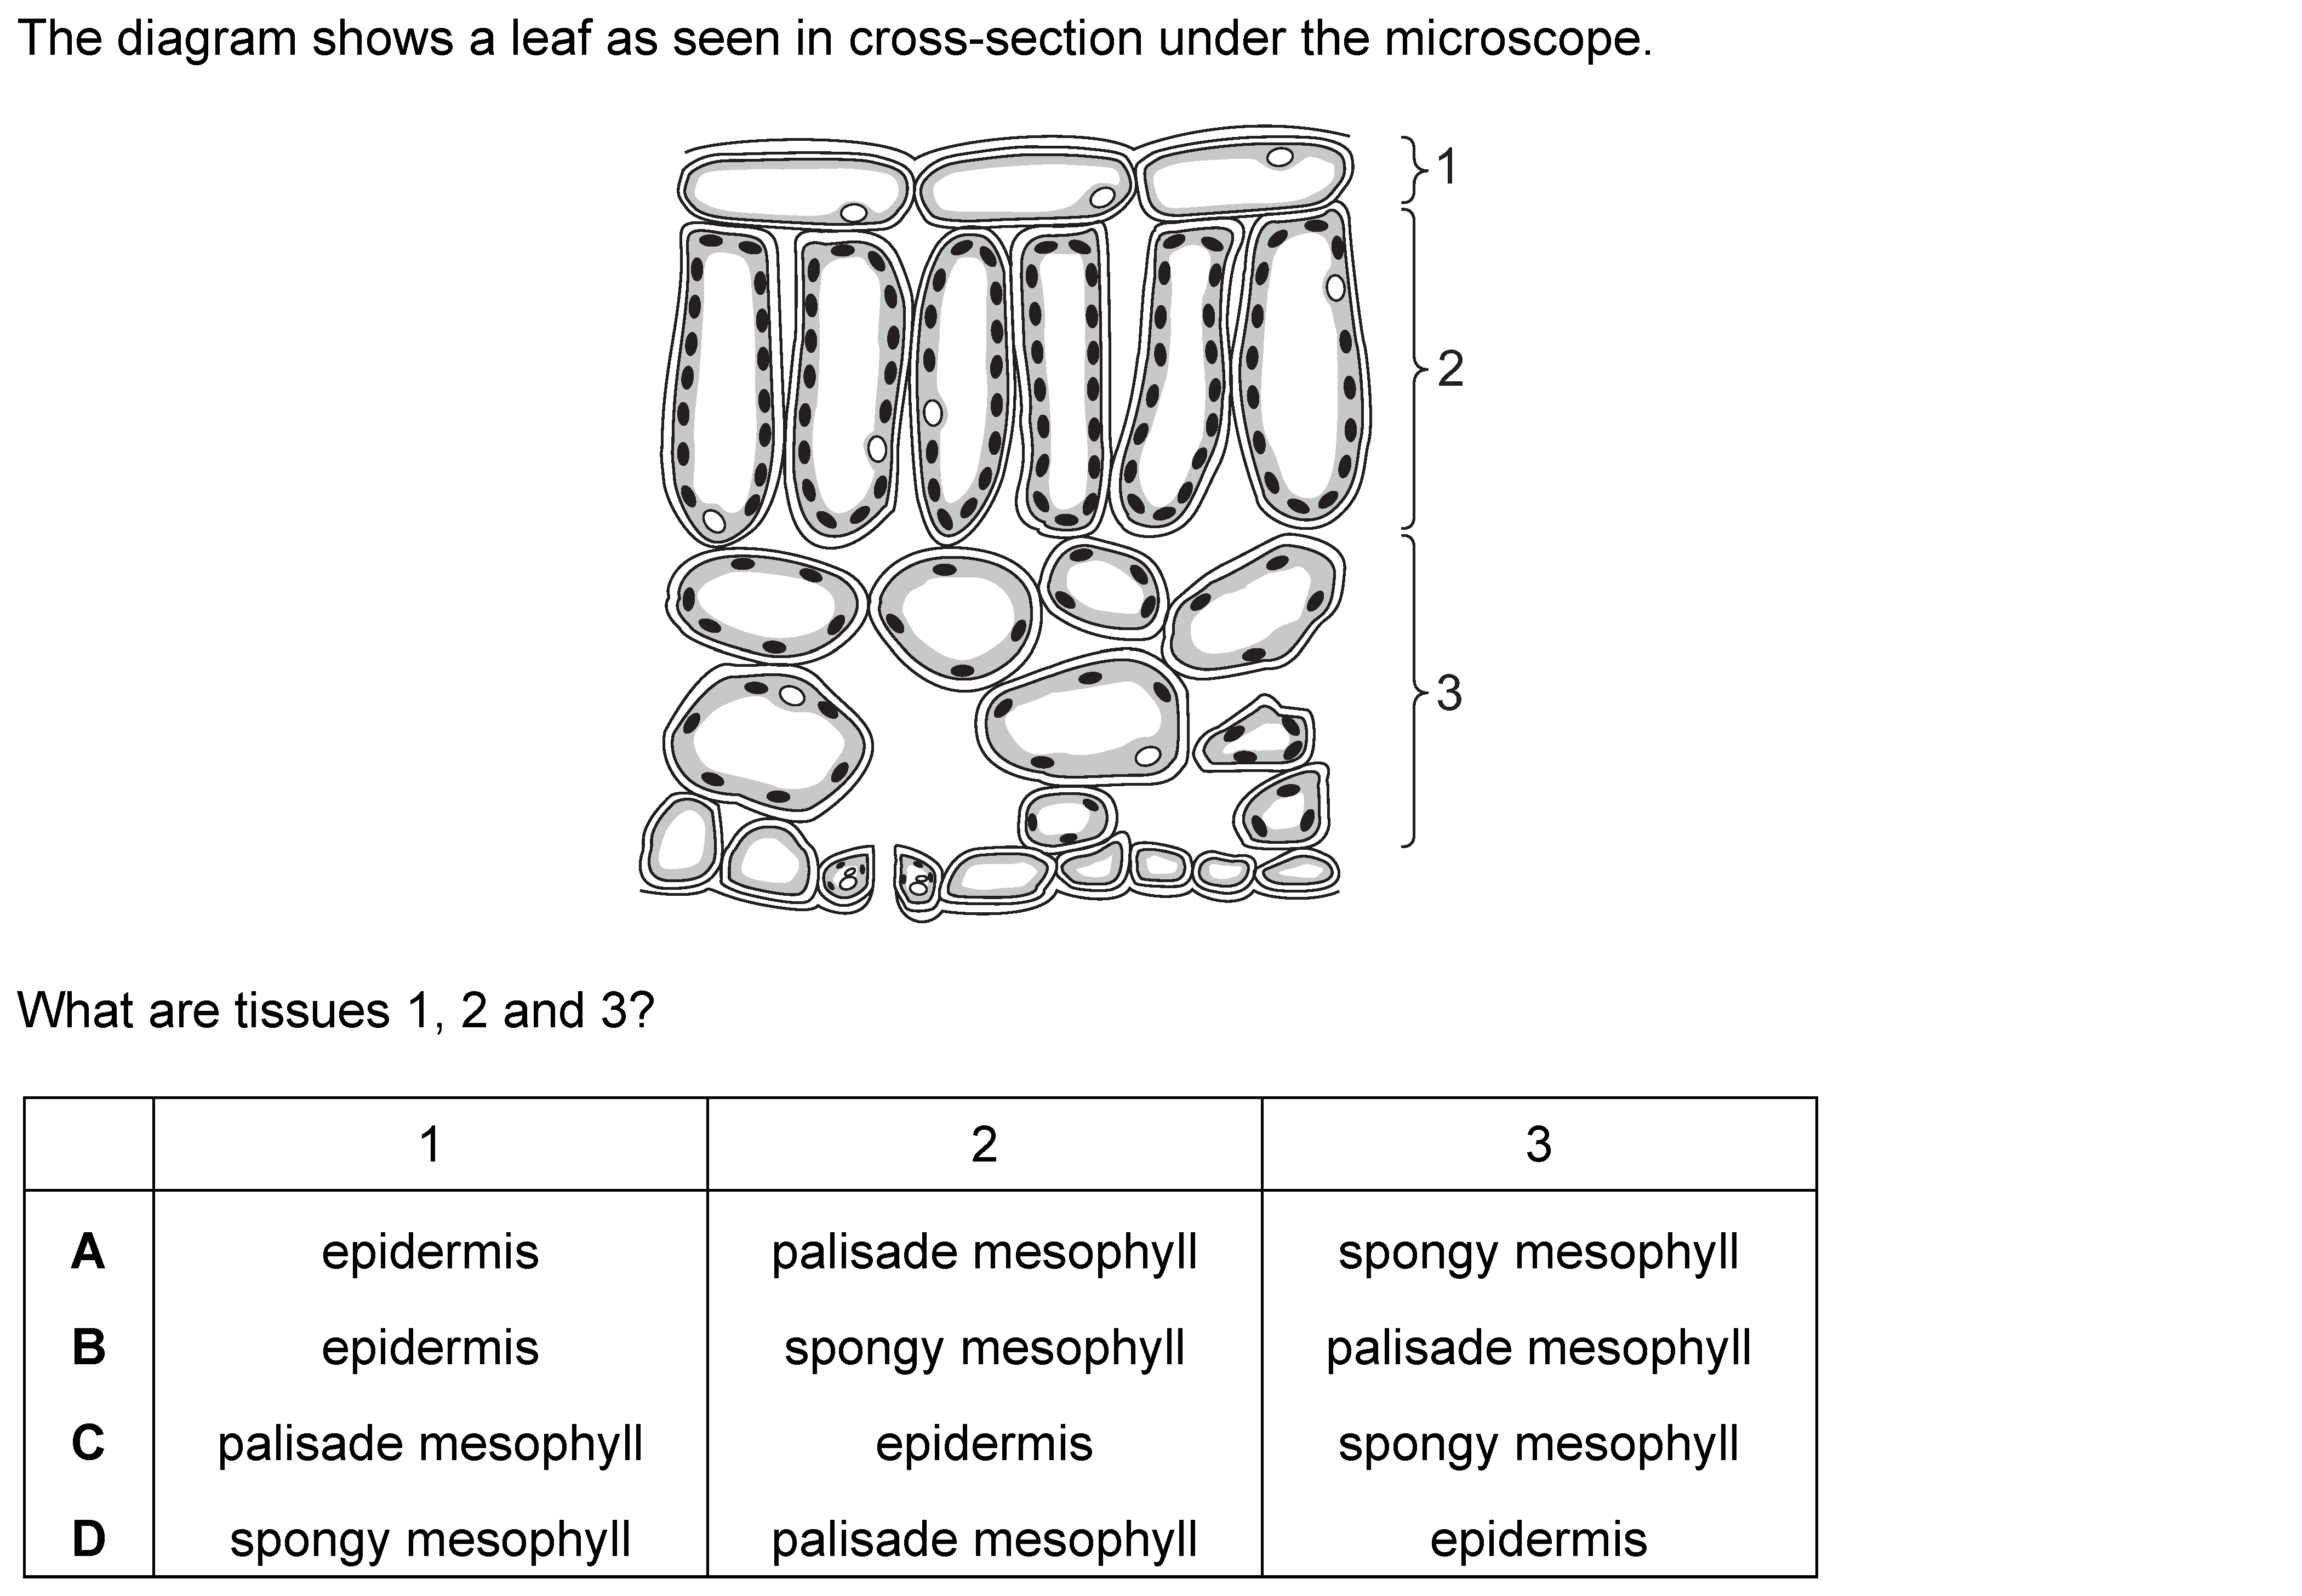 The diagram shows a leaf as seen in cross-section under the microscope.
1
2
3
What are tissues 1, 2 and 3?
1 2 3
A epidermis palisade mesophyll spongy mesophyll
B epidermis spongy mesophyll palisade mesophyll
C palisade mesophyll epidermis spongy mesophyll
D spongy mesophyll palisade mesophyll epidermis